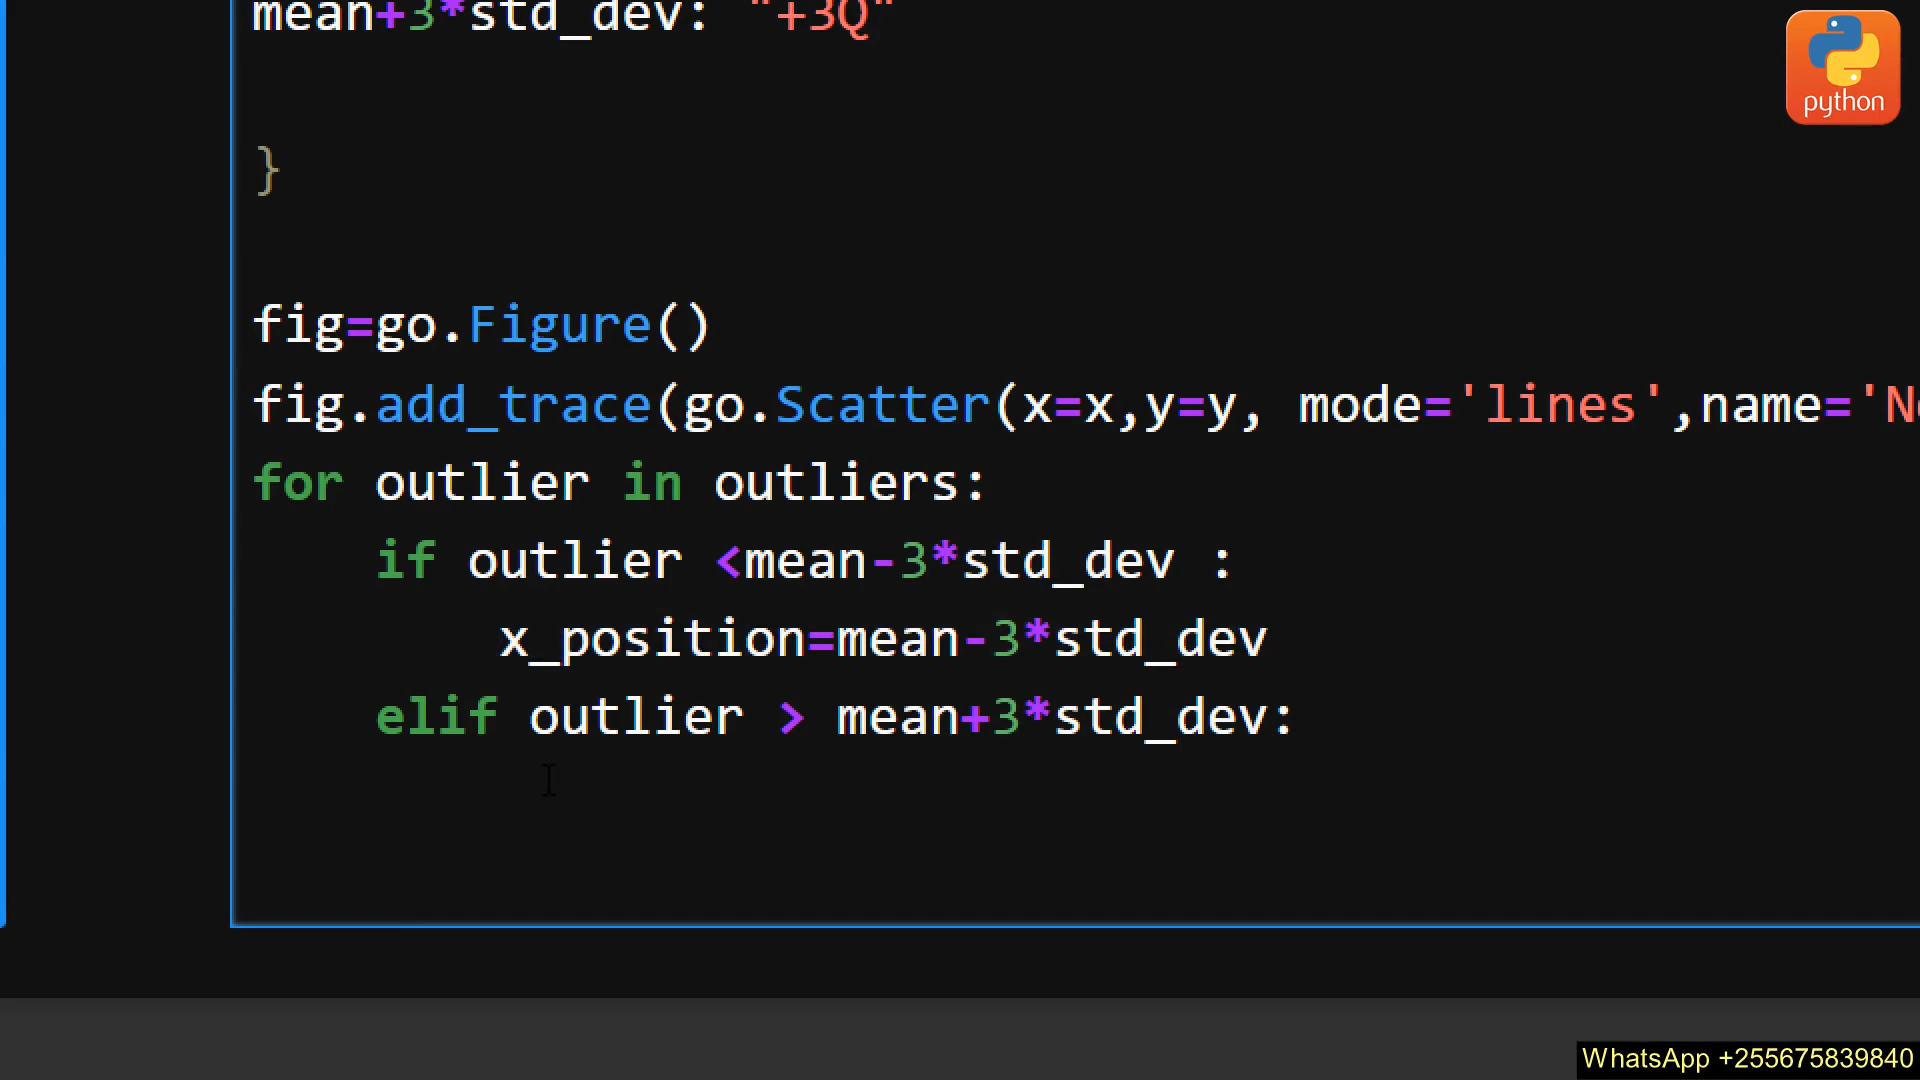 mean+3*std_dev: "+3Q"
python
}
fig=go.Figure()
fig.add_trace(go.Scatter(x=x,y=y, mode='lines',name='N
for outlier in outliers:
if outlier <mean-3*std_dev :
x_position=mean-3*std_dev
elif outlier > mean+3*std_dev:
WhatsApp +255675839840